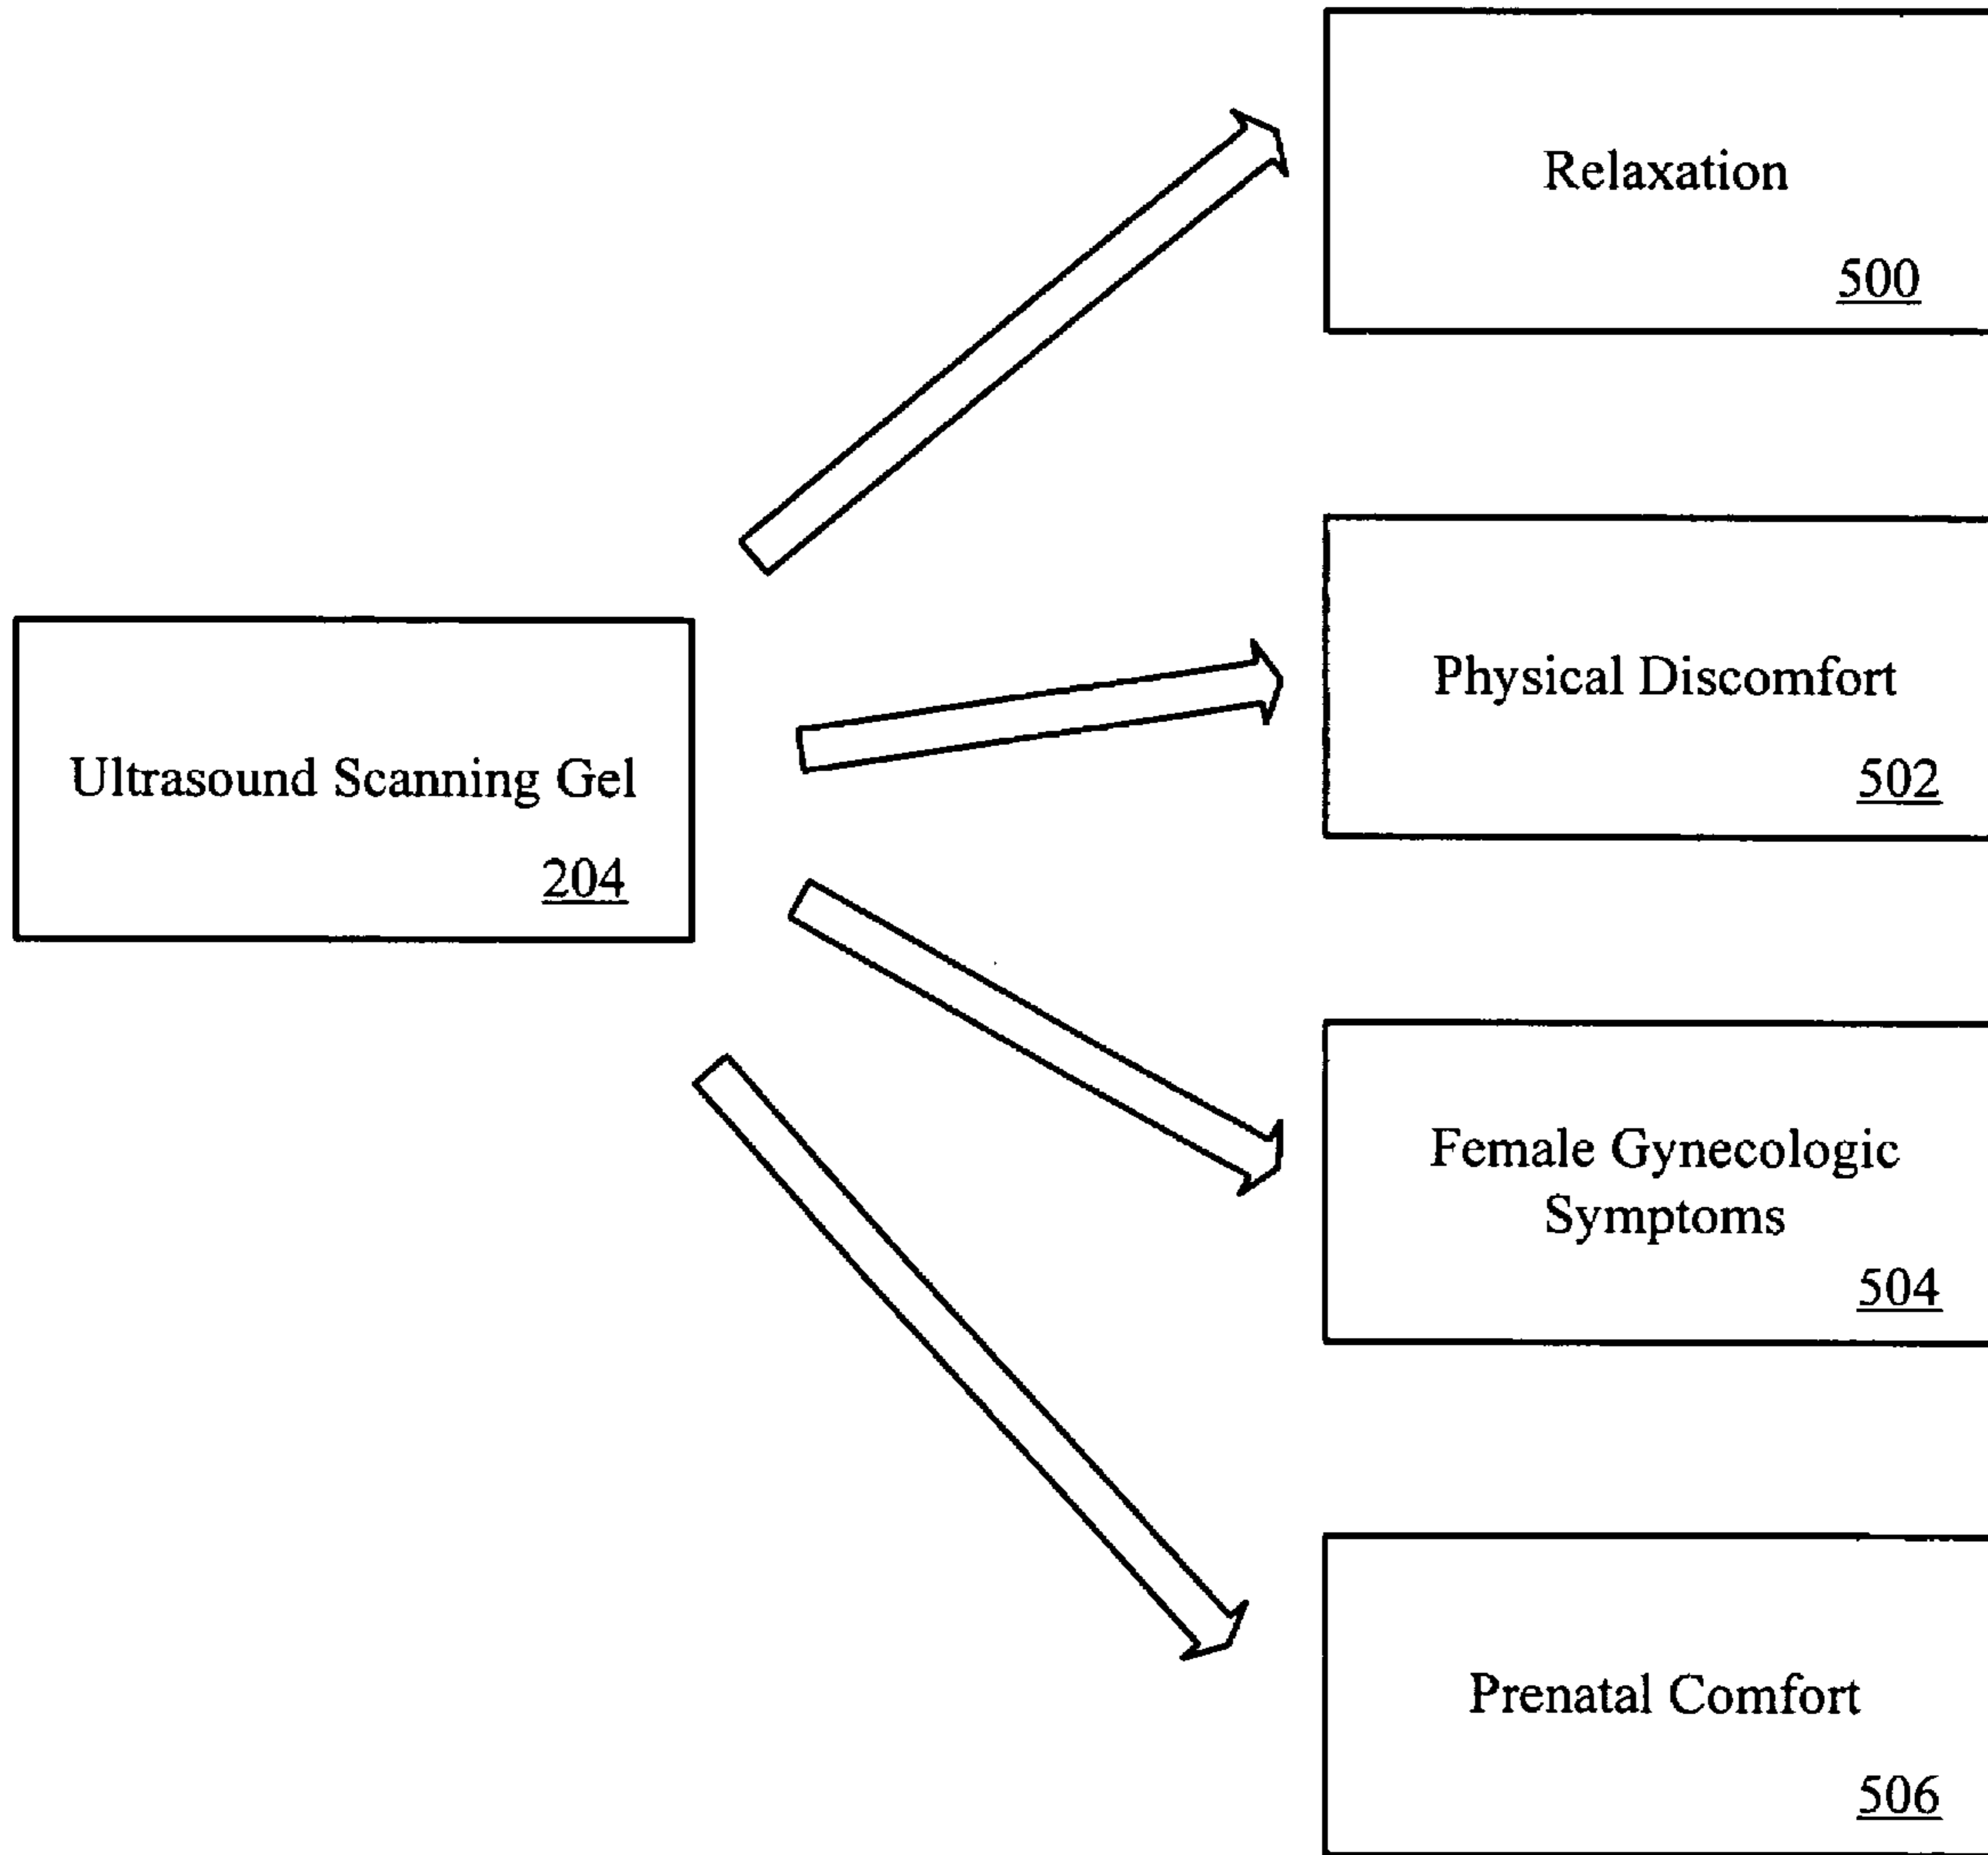 Relaxation
500
Physical Discomfort
502
Ultrasound Scanning Gel
204
Female Gynecologic
Symptoms
504
Prenatal Comfort
506